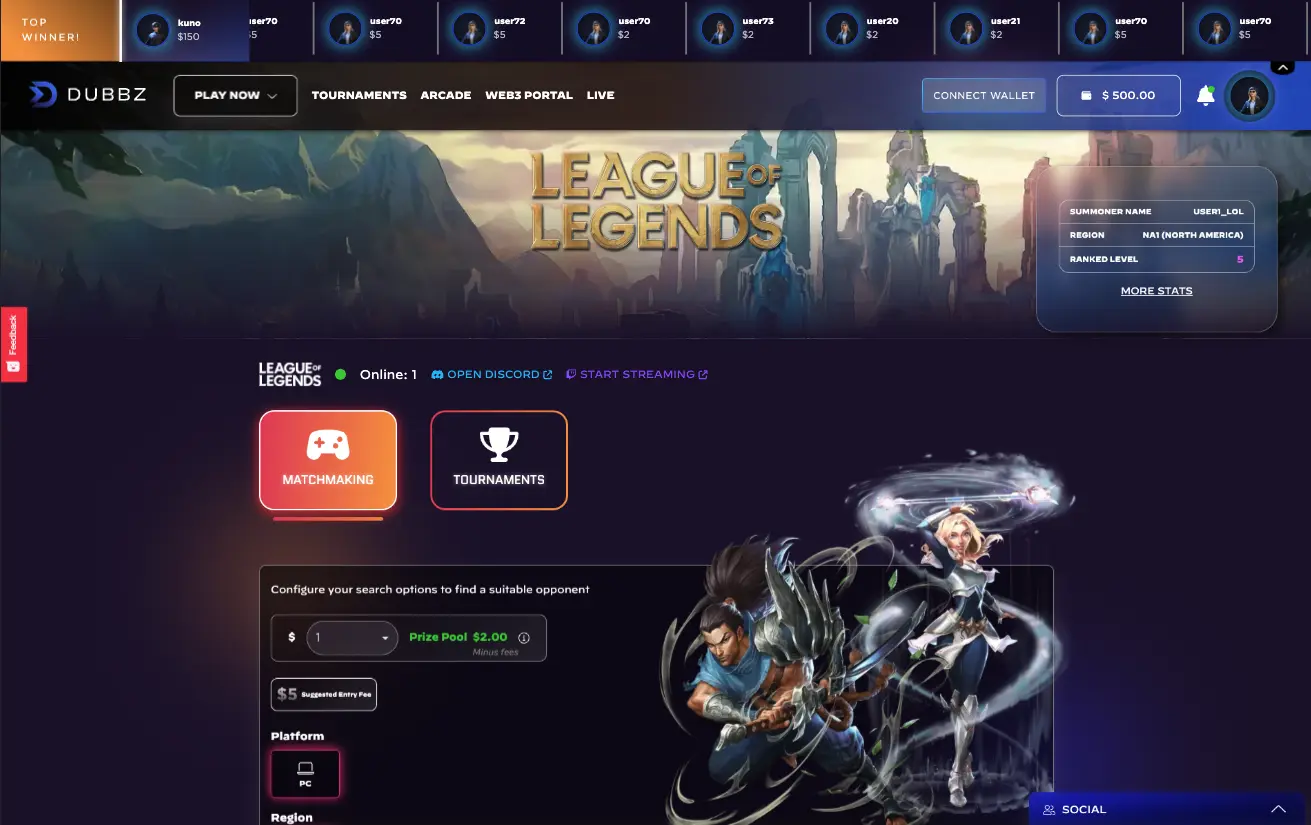 TOP
WINNER!
kuno
$150
user70
$5
user70
$5
user72
$5
user70
$2
user73
$2
user20
$2
user21
$2
user70
$5
user70
$5
DUBBZ
PLAY NOW
TOURNAMENTS
ARCADE
WEB3 PORTAL
LIVE
CONNECT WALLET
$ 500.00
LEAGUE OF
LEGENDS
SUMMONER NAME USER1_LOL
REGION NA1 (NORTH AMERICA)
RANKED LEVEL 5
MORE STATS
Feedback
LEAGUE OF
LEGENDS
Online: 1
OPEN DISCORD
START STREAMING
MATCHMAKING
TOURNAMENTS
Configure your search options to find a suitable opponent
$ 1 Prize Pool $2.00
Minus fees
$5 Suggested Entry Fee
Platform
PC
Region
SOCIAL